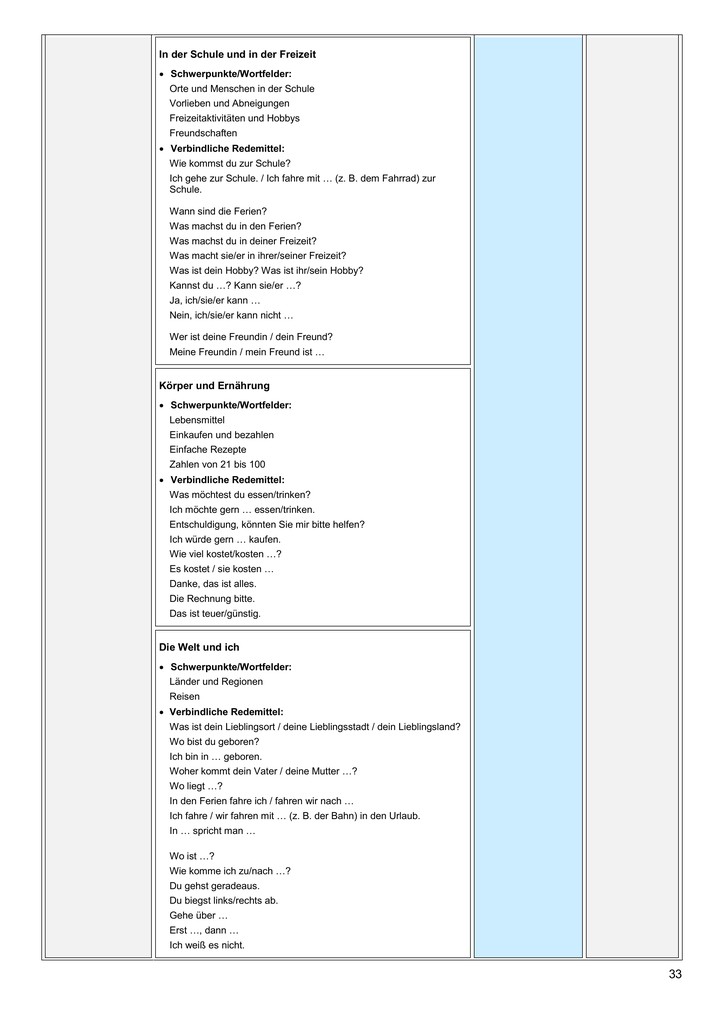 In der Schule und in der Freizeit
• Schwerpunkte/Wortfelder:
Orte und Menschen in der Schule
Vorlieben und Abneigungen
Freizeitaktivitäten und Hobbys
Freundschaften
• Verbindliche Redemittel:
Wie kommst du zur Schule?
Ich gehe zur Schule. / Ich fahre mit … (z. B. dem Fahrrad) zur
Schule.
Wann sind die Ferien?
Was machst du in den Ferien?
Was machst du in deiner Freizeit?
Was macht sie/er in ihrer/seiner Freizeit?
Was ist dein Hobby? Was ist ihr/sein Hobby?
Kannst du …? Kann sie/er …?
Ja, ich/sie/er kann …
Nein, ich/sie/er kann nicht …
Wer ist deine Freundin / dein Freund?
Meine Freundin / mein Freund ist …
Körper und Ernährung
• Schwerpunkte/Wortfelder:
Lebensmittel
Einkaufen und bezahlen
Einfache Rezepte
Zahlen von 21 bis 100
• Verbindliche Redemittel:
Was möchtest du essen/trinken?
Ich möchte gern … essen/trinken.
Entschuldigung, könnten Sie mir bitte helfen?
Ich würde gern … kaufen.
Wie viel kostet/kosten …?
Es kostet / sie kosten …
Danke, das ist alles.
Die Rechnung bitte.
Das ist teuer/günstig.
Die Welt und ich
• Schwerpunkte/Wortfelder:
Länder und Regionen
Reisen
• Verbindliche Redemittel:
Was ist dein Lieblingsort / deine Lieblingsstadt / dein Lieblingsland?
Wo bist du geboren?
Ich bin in … geboren.
Woher kommt dein Vater / deine Mutter …?
Wo liegt …?
In den Ferien fahre ich / fahren wir nach …
Ich fahre / wir fahren mit … (z. B. der Bahn) in den Urlaub.
In … spricht man …
Wo ist …?
Wie komme ich zu/nach …?
Du gehst geradeaus.
Du biegst links/rechts ab.
Gehe über …
Erst …, dann …
Ich weiß es nicht.
33